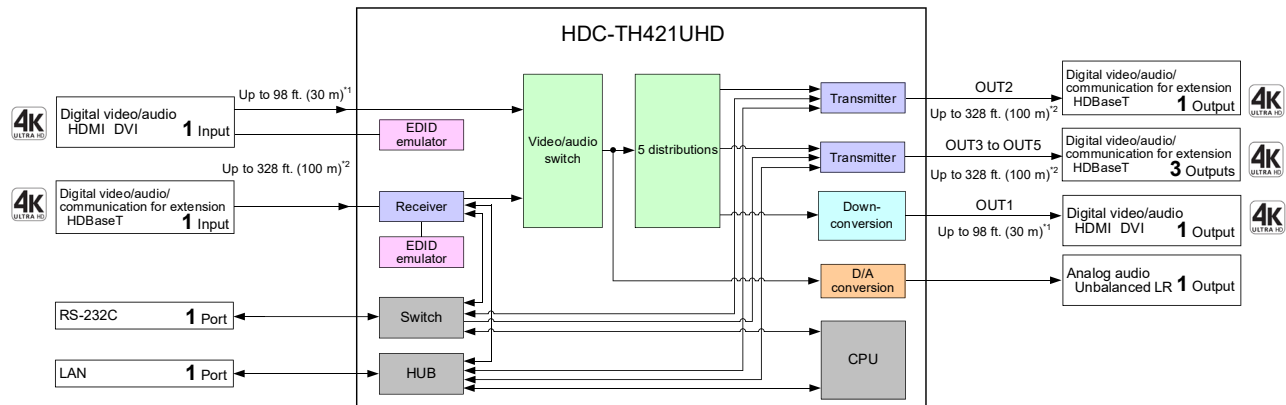 HDC-TH421UHD
4K
ULTRA HD
Digital video/audio
HDMI DVI 1 Input
Up to 98 ft. (30 m)*1
EDID
emulator
4K
ULTRA HD
Digital video/audio/
communication for extension
HDBaseT 1 Input
Up to 328 ft. (100 m)*2
Receiver
EDID
emulator
RS-232C 1 Port
Switch
LAN 1 Port
HUB
Video/audio
switch
5 distributions
Transmitter
OUT2
Up to 328 ft. (100 m)*2
Digital video/audio/
communication for extension
HDBaseT 1 Output
4K
ULTRA HD
Transmitter
OUT3 to OUT5
Up to 328 ft. (100 m)*2
Digital video/audio/
communication for extension
HDBaseT 3 Outputs
4K
ULTRA HD
Down-
conversion
OUT1
Up to 98 ft. (30 m)*1
Digital video/audio
HDMI DVI 1 Output
4K
ULTRA HD
D/A
conversion
Analog audio
Unbalanced LR 1 Output
CPU